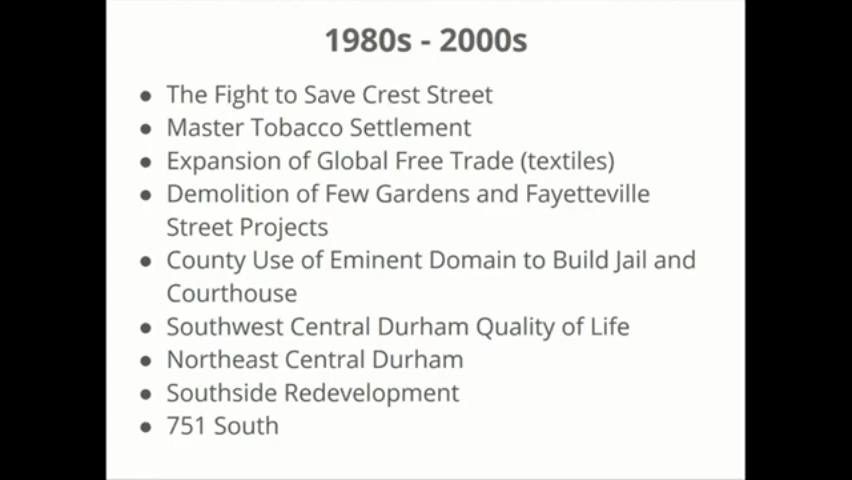 1980s - 2000s
● The Fight to Save Crest Street
● Master Tobacco Settlement
● Expansion of Global Free Trade (textiles)
● Demolition of Few Gardens and Fayetteville
Street Projects
● County Use of Eminent Domain to Build Jail and
Courthouse
● Southwest Central Durham Quality of Life
● Northeast Central Durham
● Southside Redevelopment
● 751 South